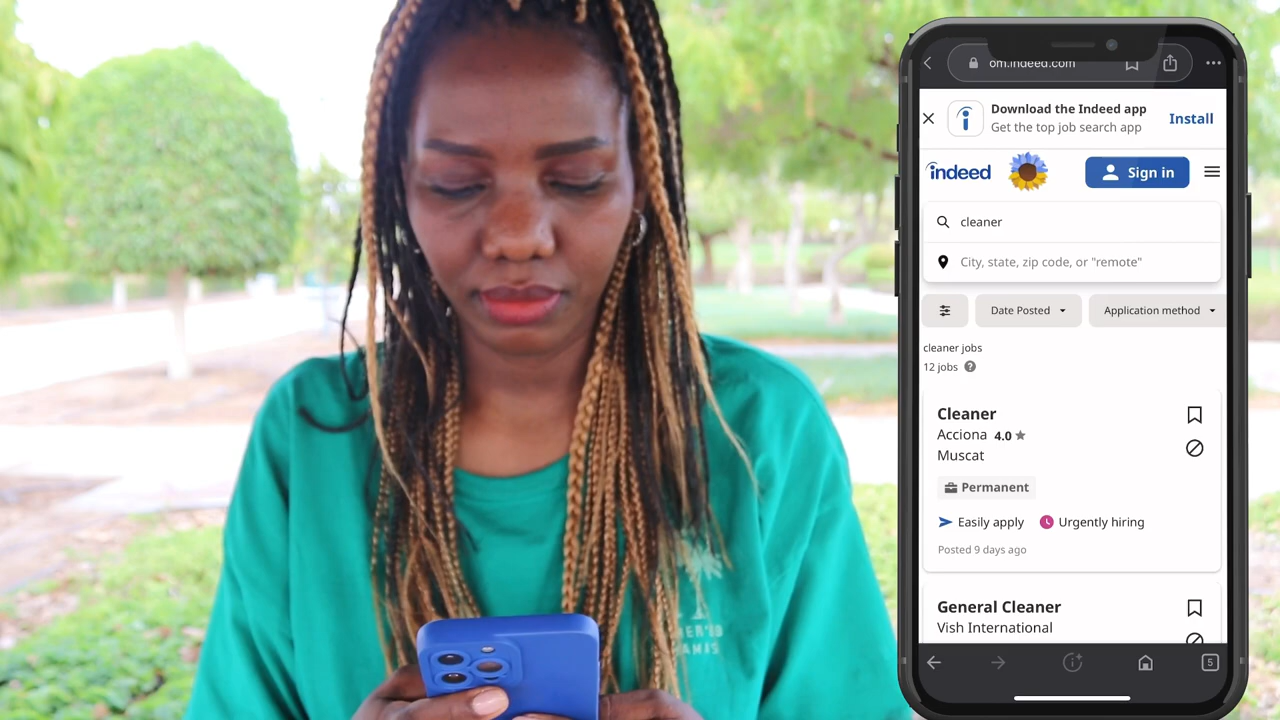 om.indeed.com
Download the Indeed app
Get the top job search app
Install
indeed
Sign in
cleaner
City, state, zip code, or "remote"
Date Posted
Application method
cleaner jobs
12 jobs ?
Cleaner
Acciona 4.0
Muscat
Permanent
Easily apply
Urgently hiring
Posted 9 days ago
General Cleaner
Vish International
5